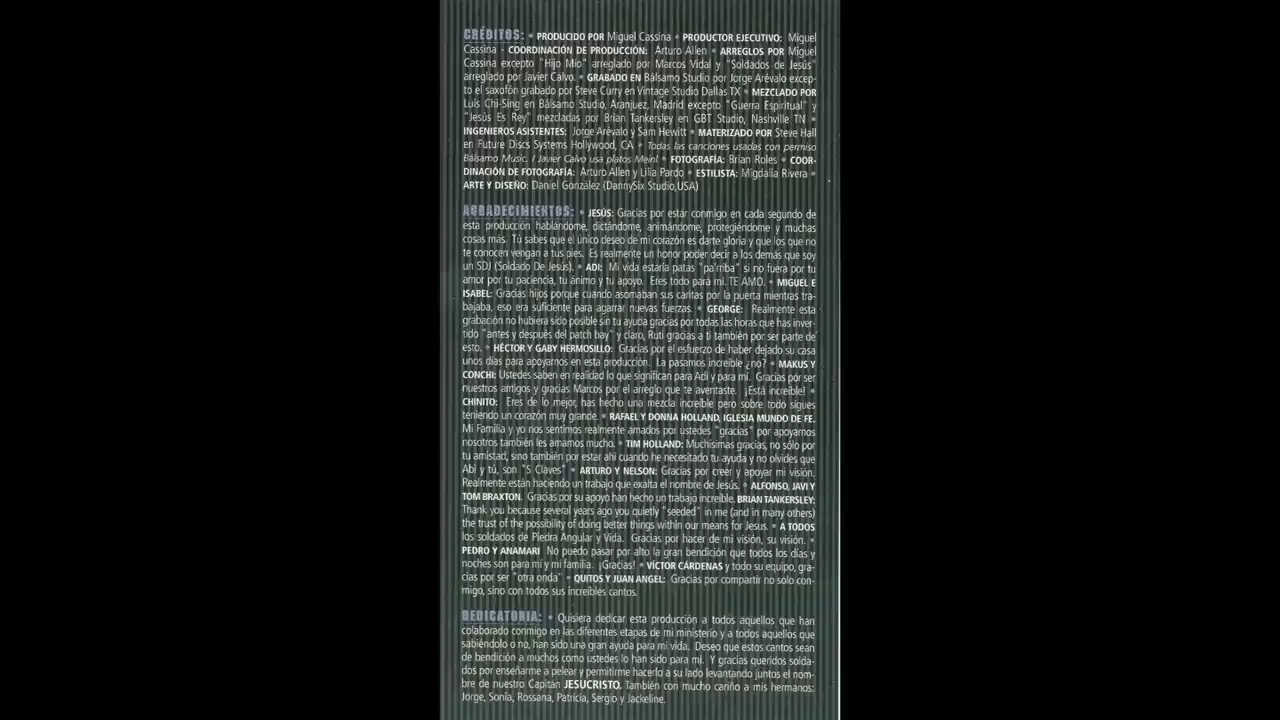 CRÉDITOS: • PRODUCIDO POR Miguel Cassina • PRODUCTOR EJECUTIVO: Miguel
Cassina - COORDINACIÓN DE PRODUCCIÓN: Arturo Allen • ARREGLOS POR Miguel
Cassina excepto "Hijo Mío" arreglado por Marcos Vidal y "Soldados de Jesús"
arreglado por Javier Calvo. • GRABADO EN Bálsamo Studio por Jorge Arévalo excep-
to el saxofón grabado por Steve Curry en Vintage Studio Dallas TX • MEZCLADO POR
Luís Chi-Sing en Bálsamo Studio, Aranjuez, Madrid excepto "Guerra Espiritual" y
"Jesús Es Rey" mezcladas por Brian Tankersley en GBT Studio, Nashville TN •
INGENIEROS ASISTENTES: Jorge Arévalo y Sam Hewitt • MATERIZADO POR Steve Hall
en Future Discs Systems Hollywood, CA • Todas las canciones usadas con permiso
Bálsamo Music. / Javier Calvo usa platos Meinl • FOTOGRAFÍA: Brian Roles • COOR-
DINACIÓN DE FOTOGRAFÍA: Arturo Allen y Lilia Pardo • ESTILISTA: Migdalia Rivera •
ARTE Y DISEÑO: Daniel González (DannySix Studio,USA)
AGRADECIMIENTOS: • JESÚS: Gracias por estar conmigo en cada segundo de
esta producción hablándome, dictándome, animándome, protegiéndome y muchas
cosas más. Tú sabes que el único deseo de mi corazón es darte gloria y que los que no
te conocen vengan a tus pies. Es realmente un honor poder decir a los demás que soy
un SDJ (Soldado De Jesús). • ADI: Mi vida estaría patas "pa'rriba" si no fuera por tu
amor por tu paciencia, tu ánimo y tu apoyo. Eres todo para mí. TE AMO. • MIGUEL E
ISABEL: Gracias hijos porque cuando asomaban sus caritas por la puerta mientras tra-
bajaba, eso era suficiente para agarrar nuevas fuerzas. • GEORGE: Realmente esta
grabación no hubiera sido posible sin tu ayuda gracias por todas las horas que has inver-
tido "antes y después del patch bay" y claro, Ruti gracias a ti también por ser parte de
esto. • HÉCTOR Y GABY HERMOSILLO: Gracias por el esfuerzo de haber dejado su casa
unos días para apoyarnos en esta producción. La pasamos increíble ¿no? • MAKUS Y
CONCHI: Ustedes saben en realidad lo que significan para Adi y para mí. Gracias por ser
nuestros amigos y gracias Marcos por el arreglo que te aventaste. ¡Está increíble! •
CHINITO: Eres de lo mejor, has hecho una mezcla increíble pero sobre todo sigues
teniendo un corazón muy grande. • RAFAEL Y DONNA HOLLAND, IGLESIA MUNDO DE FE.
Mi Familia y yo nos sentimos realmente amados por ustedes "gracias" por apoyarnos
nosotros también les amamos mucho. • TIM HOLLAND: Muchísimas gracias, no sólo por
tu amistad, sino también por estar ahí cuando he necesitado tu ayuda y no olvides que
Abi y tú, son "S Claves" • ARTURO Y NELSON: Gracias por creer y apoyar mi visión.
Realmente están haciendo un trabajo que exalta el nombre de Jesús. • ALFONSO, JAVI Y
TOM BRAXTON. Gracias por su apoyo han hecho un trabajo increíble. BRIAN TANKERSLEY:
Thank you because several years ago you quietly "seeded" in me (and in many others)
the trust of the possibility of doing better things within our means for Jesus. • A TODOS
los soldados de Piedra Angular y Vida. Gracias por hacer de mi visión, su visión. •
PEDRO Y ANAMARI No puedo pasar por alto la gran bendición que todos los días y
noches son para mí y mi familia. ¡Gracias! • VÍCTOR CÁRDENAS y todo su equipo, gra-
cias por ser "otra onda" • QUITOS Y JUAN ANGEL: Gracias por compartir no solo con-
migo, sino con todos sus increíbles cantos.
DEDICATORIA: • Quisiera dedicar esta producción a todos aquellos que han
colaborado conmigo en las diferentes etapas de mi ministerio y a todos aquellos que
sabiéndolo o no, han sido una gran ayuda para mi vida. Deseo que estos cantos sean
de bendición a muchos como ustedes lo han sido para mí. Y gracias queridos solda-
dos por enseñarme a pelear y permitirme hacerlo a su lado levantando juntos el nom-
bre de nuestro Capitán JESUCRISTO. También con mucho cariño a mis hermanos:
Jorge, Sonia, Rossana, Patricia, Sergio y Jackeline.